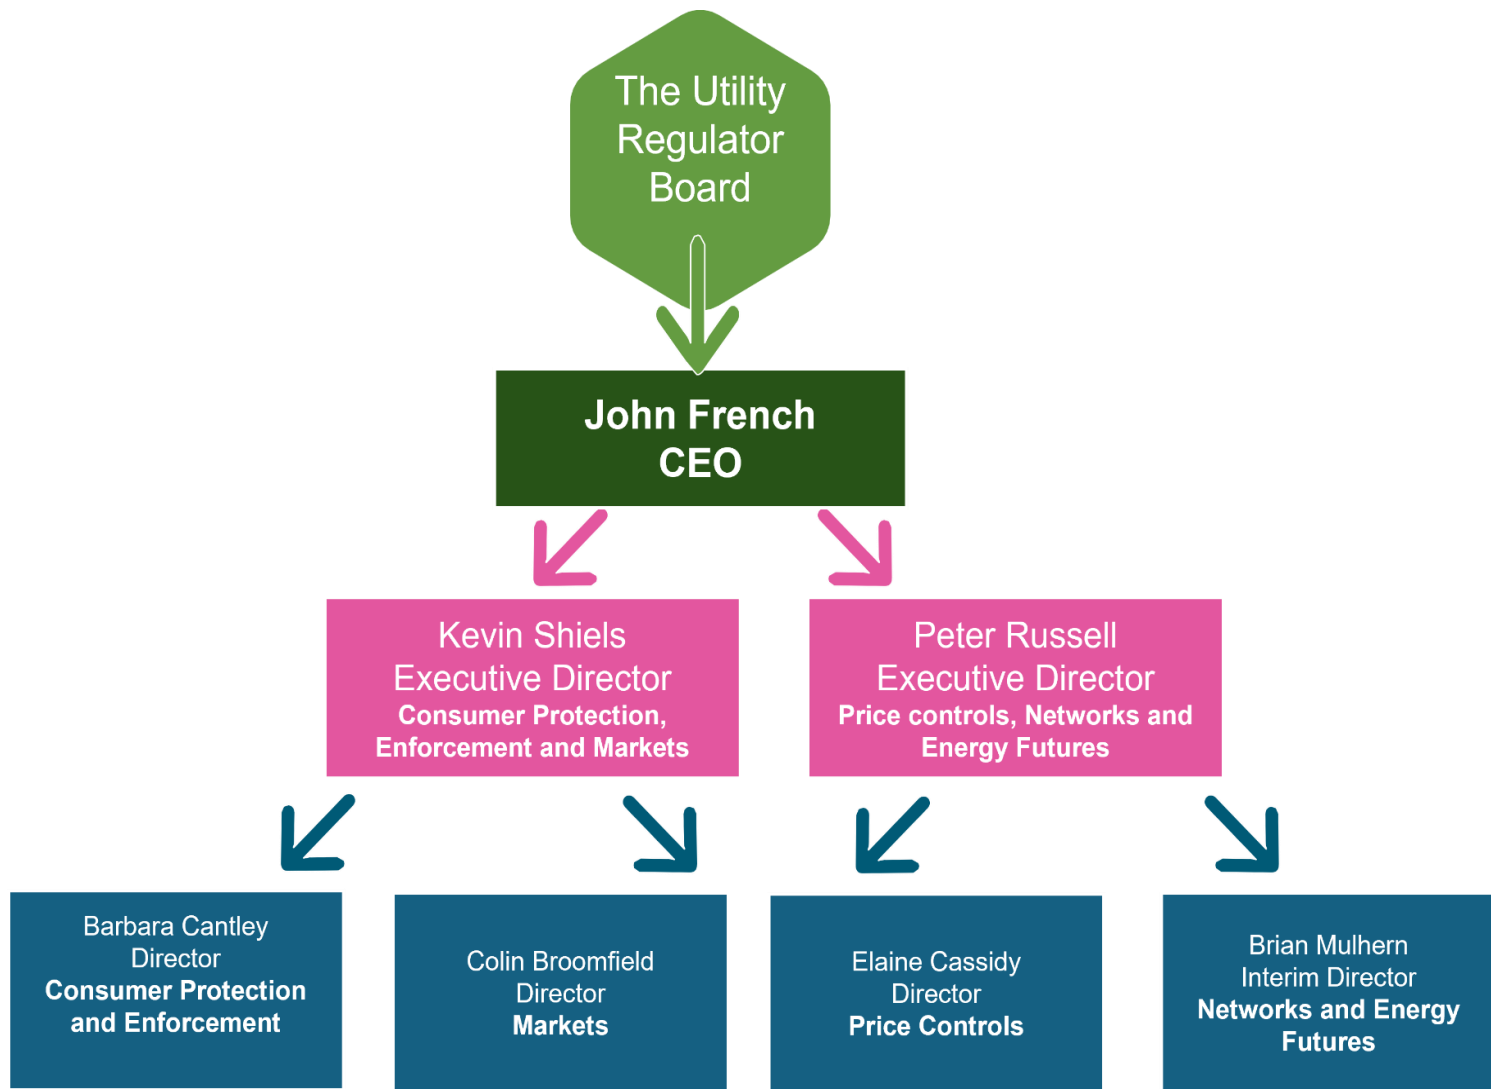 The Utility
Regulator
Board
John French
CEO
Kevin Shiels
Executive Director
Consumer Protection,
Enforcement and Markets
Peter Russell
Executive Director
Price controls, Networks and
Energy Futures
Barbara Cantley
Director
Consumer Protection
and Enforcement
Colin Broomfield
Director
Markets
Elaine Cassidy
Director
Price Controls
Brian Mulhern
Interim Director
Networks and Energy
Futures